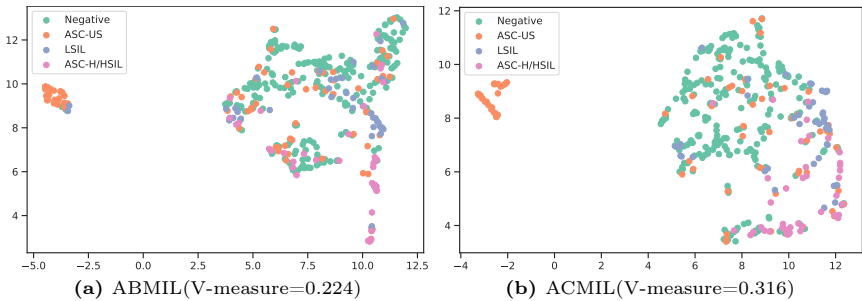 Negative
ASC-US
LSIL
ASC-H/HSIL
12
10
8
6
4
−5.0
−2.5
0.0
2.5
5.0
7.5
10.0
12.5
(a) ABMIL(V-measure=0.224)
Negative
ASC-US
LSIL
ASC-H/HSIL
12
10
8
6
4
−4
−2
0
2
4
6
8
10
12
(b) ACMIL(V-measure=0.316)